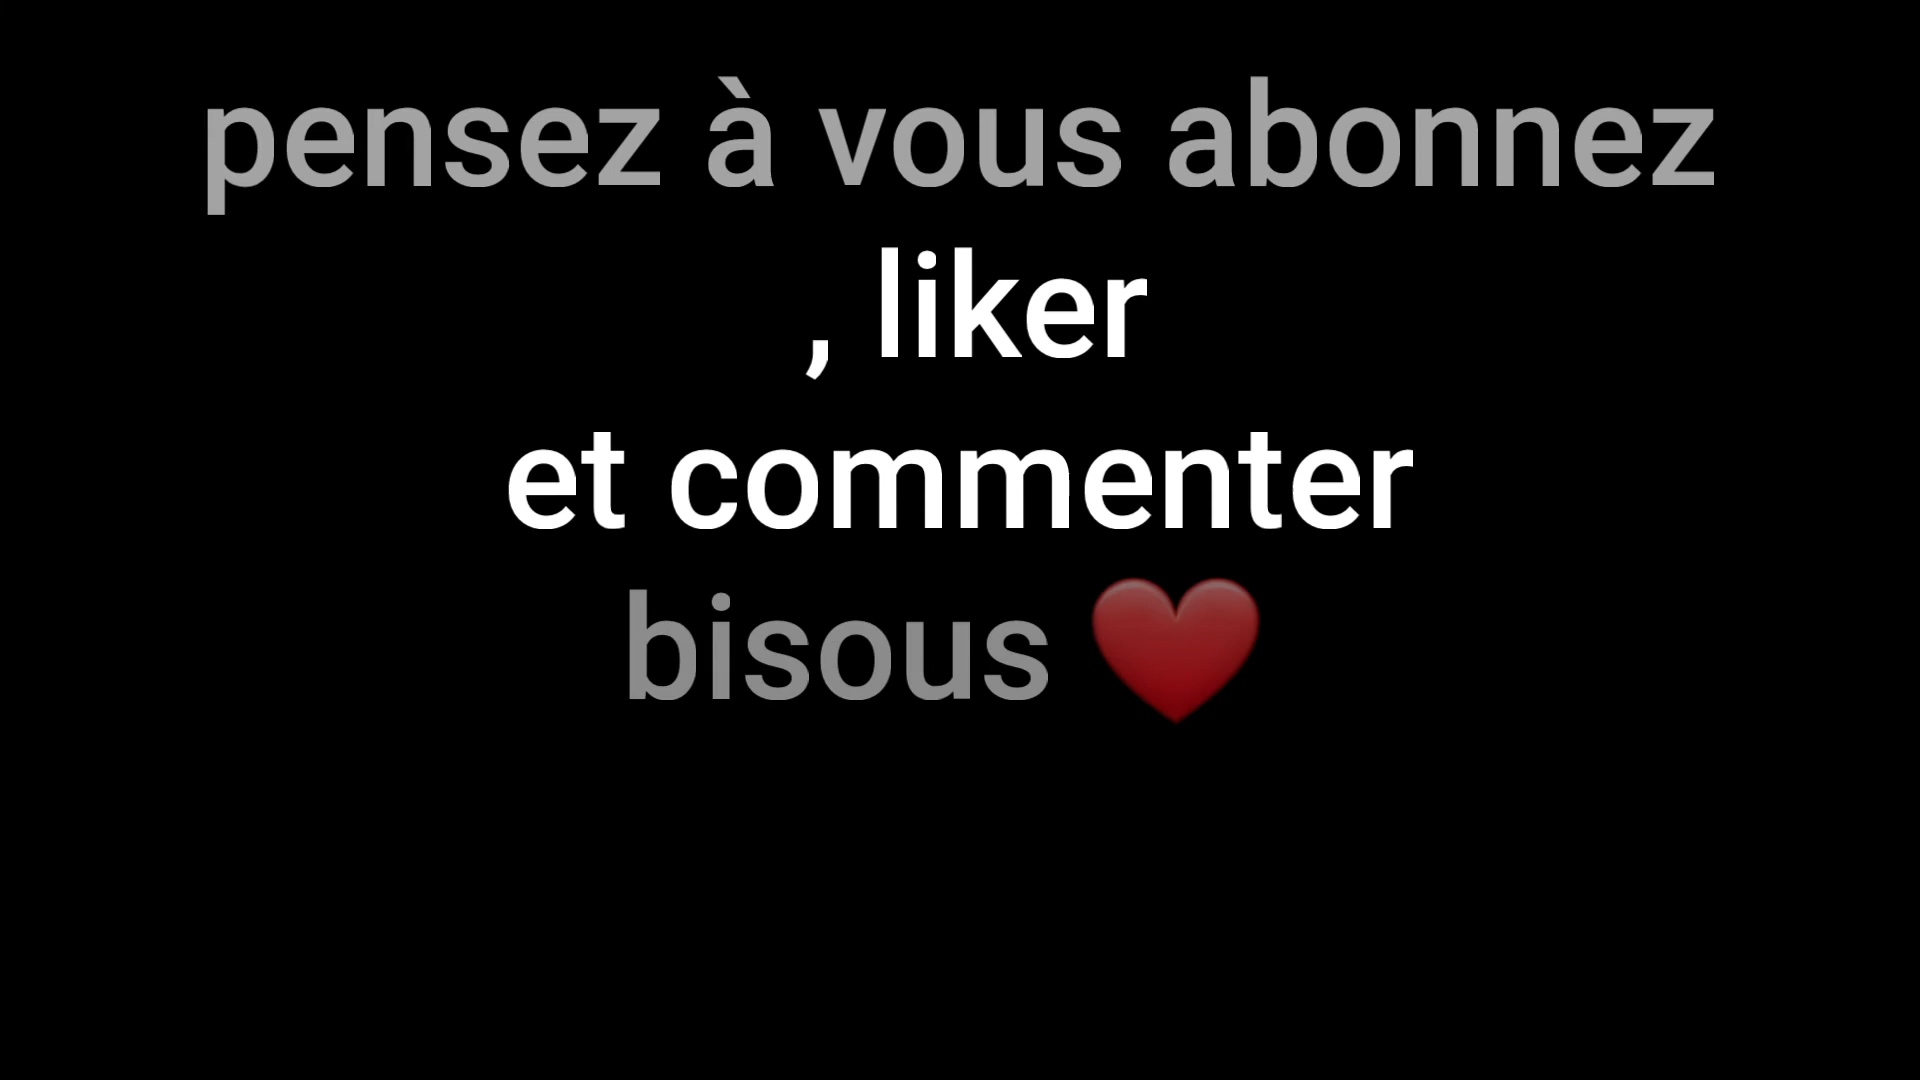 pensez à vous abonnez
, liker
et commenter
bisous ❤️